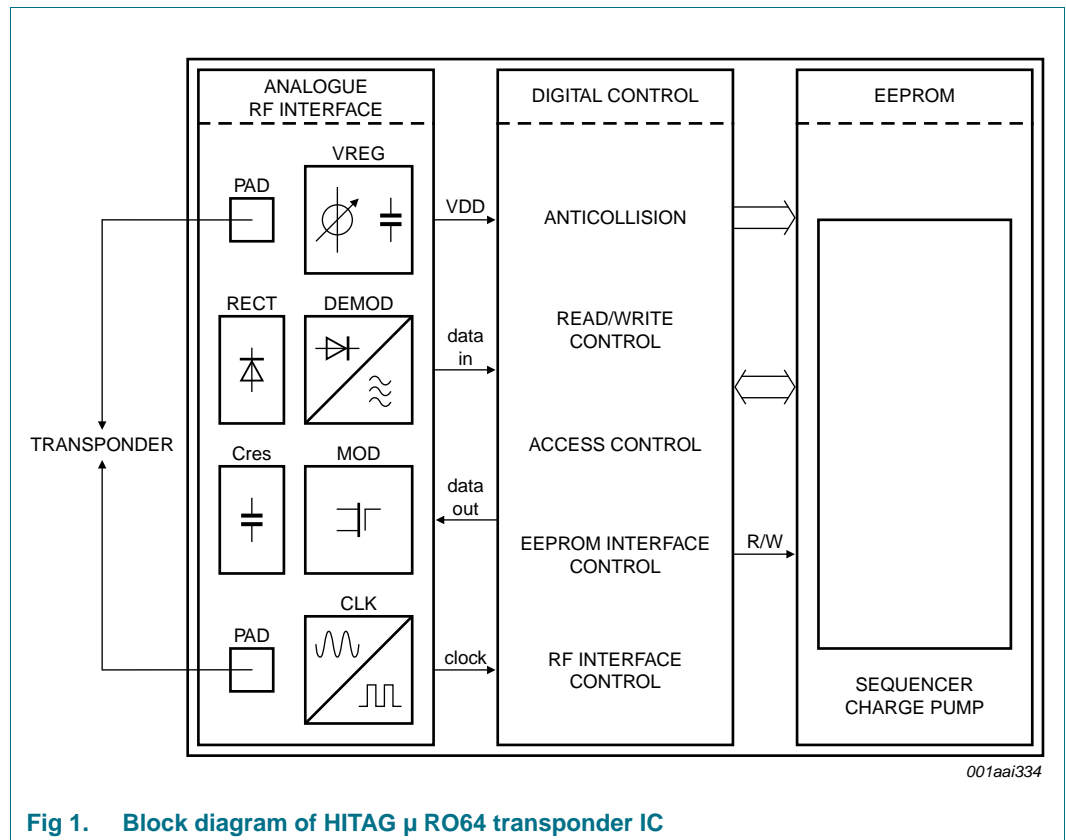 ANALOGUE
RF INTERFACE
DIGITAL CONTROL
EEPROM
VREG
PAD
VDD
ANTICOLLISION
RECT
DEMOD
data
in
READ/WRITE
CONTROL
TRANSPONDER
ACCESS CONTROL
Cres
MOD
data
out
EEPROM INTERFACE
CONTROL
R/W
CLK
PAD
clock
RF INTERFACE
CONTROL
SEQUENCER
CHARGE PUMP
001aai334
Fig 1. Block diagram of HITAG μ RO64 transponder IC